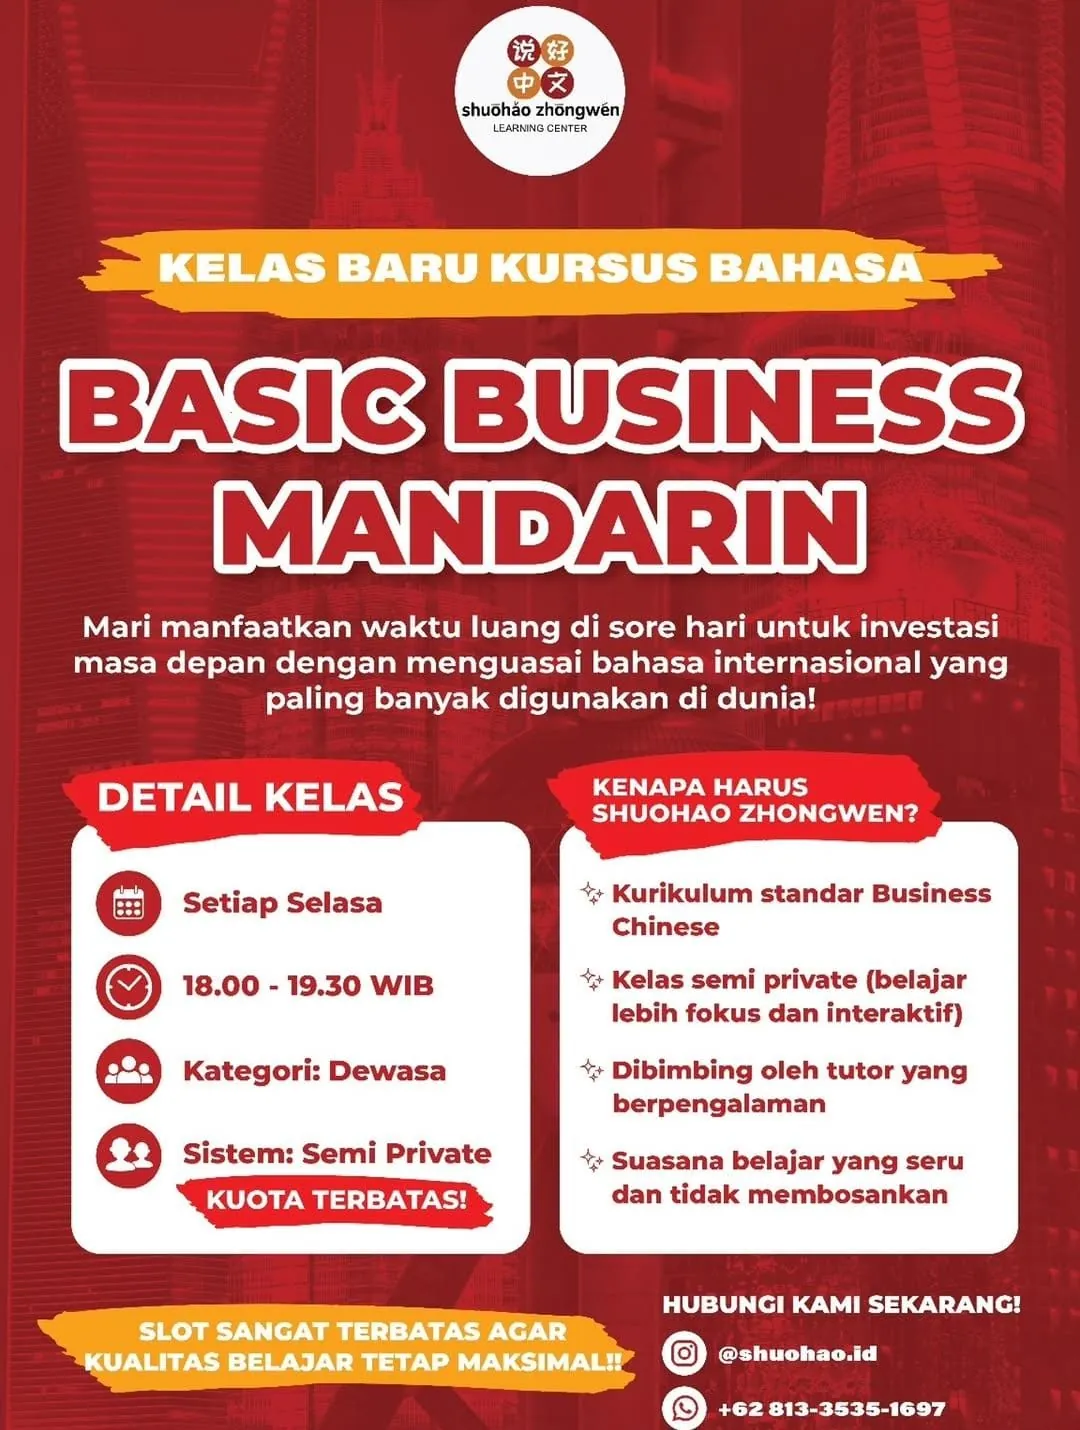 说好
中文
shuōhǎo zhōngwén
LEARNING CENTER
KELAS BARU KURSUS BAHASA
BASIC BUSINESS
MANDARIN
Mari manfaatkan waktu luang di sore hari untuk investasi
masa depan dengan menguasai bahasa internasional yang
paling banyak digunakan di dunia!
DETAIL KELAS
Setiap Selasa
18.00 - 19.30 WIB
Kategori: Dewasa
Sistem: Semi Private
KUOTA TERBATAS!
KENAPA HARUS
SHUOHAO ZHONGWEN?
Kurikulum standar Business
Chinese
Kelas semi private (belajar
lebih fokus dan interaktif)
Dibimbing oleh tutor yang
berpengalaman
Suasana belajar yang seru
dan tidak membosankan
SLOT SANGAT TERBATAS AGAR
KUALITAS BELAJAR TETAP MAKSIMAL!!
HUBUNGI KAMI SEKARANG!
@shuohao.id
+62 813-3535-1697